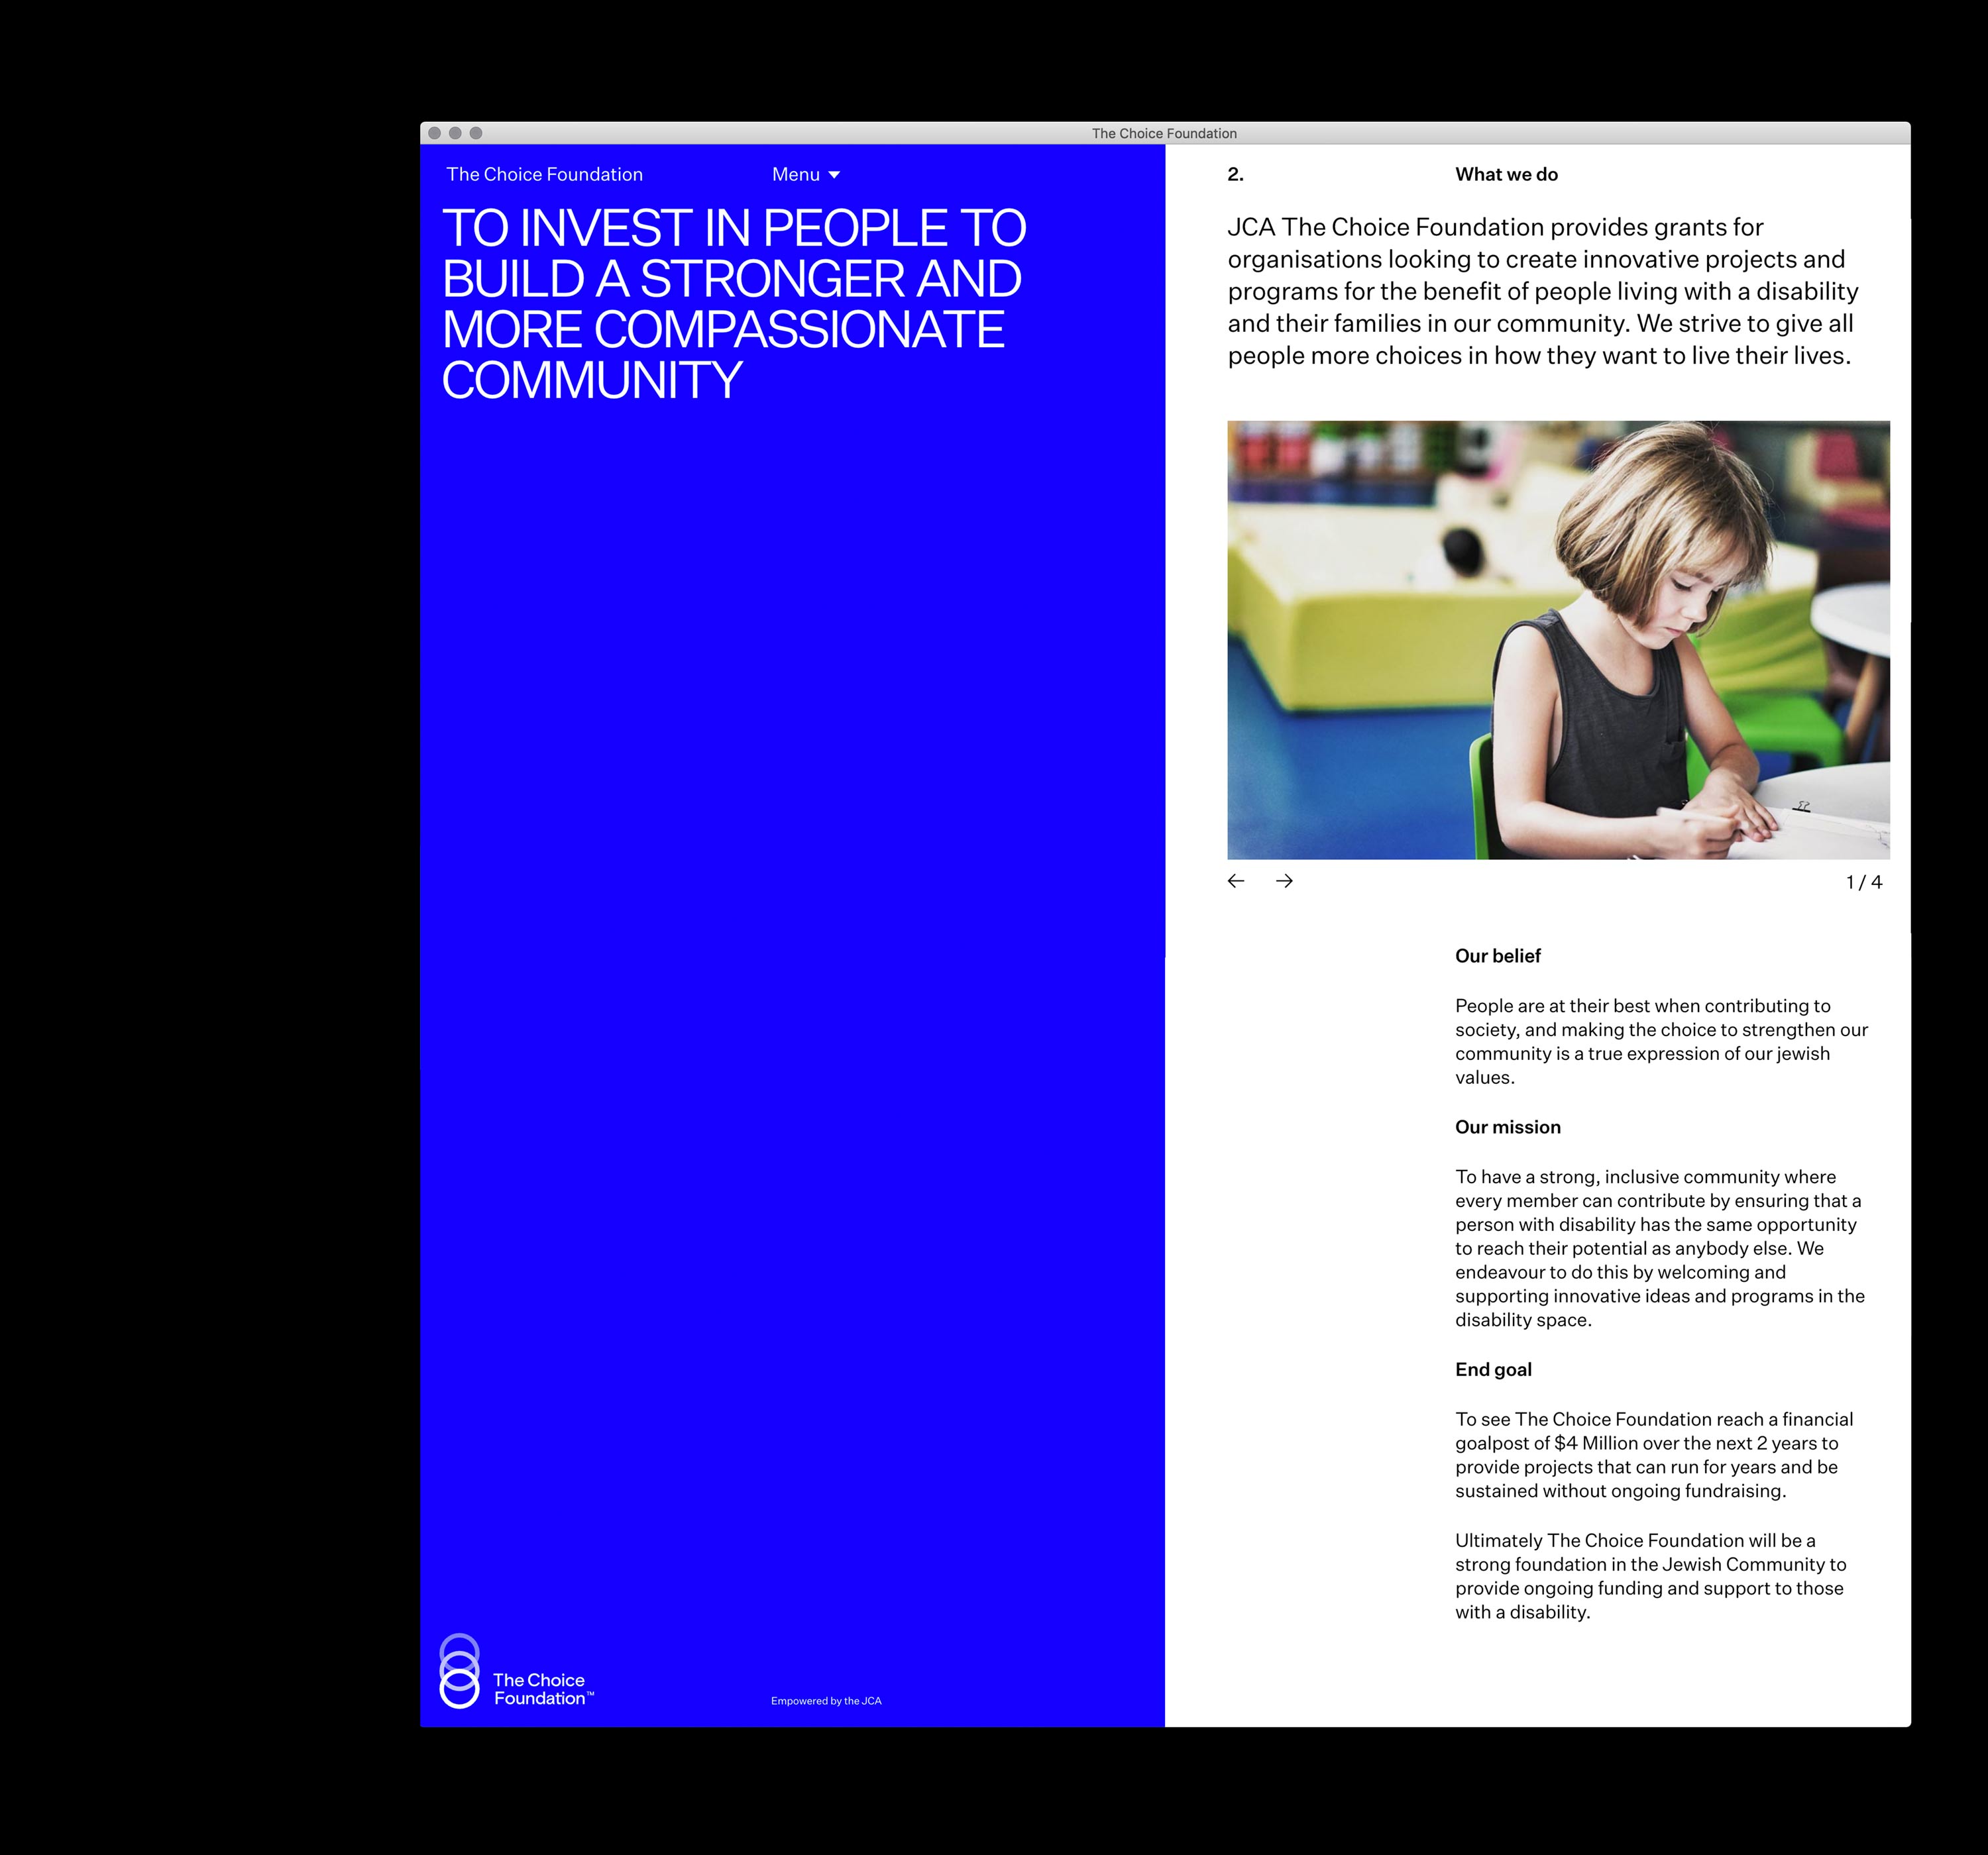 The Choice Foundation
The Choice Foundation
Menu
TO INVEST IN PEOPLE TO
BUILD A STRONGER AND
MORE COMPASSIONATE
COMMUNITY
The Choice
Foundation™
Empowered by the JCA
2.
What we do
JCA The Choice Foundation provides grants for
organisations looking to create innovative projects and
programs for the benefit of people living with a disability
and their families in our community. We strive to give all
people more choices in how they want to live their lives.
1 / 4
Our belief
People are at their best when contributing to
society, and making the choice to strengthen our
community is a true expression of our jewish
values.
Our mission
To have a strong, inclusive community where
every member can contribute by ensuring that a
person with disability has the same opportunity
to reach their potential as anybody else. We
endeavour to do this by welcoming and
supporting innovative ideas and programs in the
disability space.
End goal
To see The Choice Foundation reach a financial
goalpost of $4 Million over the next 2 years to
provide projects that can run for years and be
sustained without ongoing fundraising.
Ultimately The Choice Foundation will be a
strong foundation in the Jewish Community to
provide ongoing funding and support to those
with a disability.